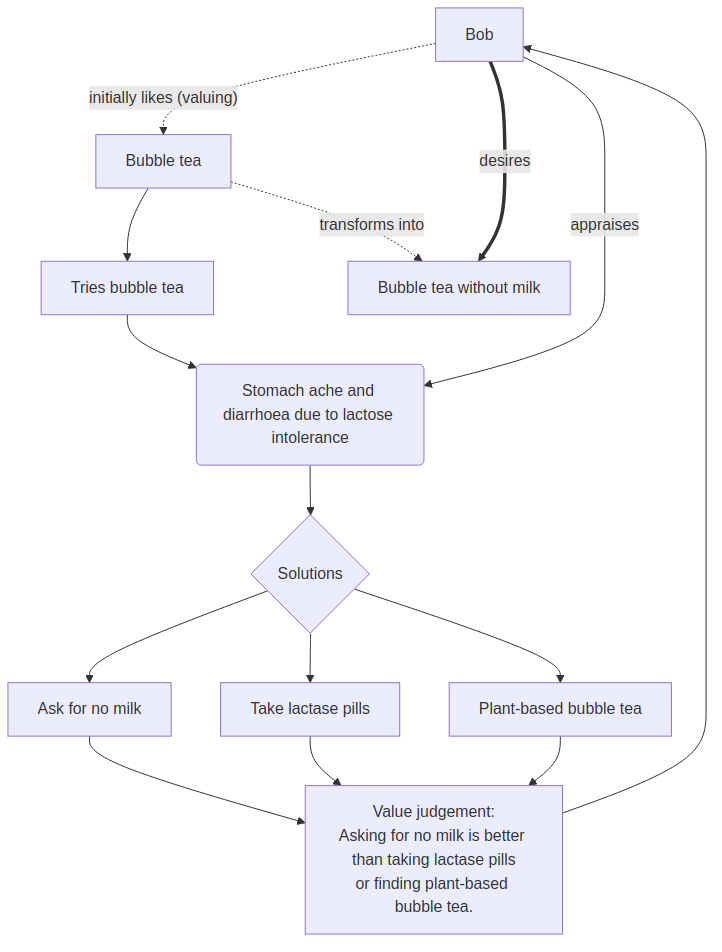 Bob
initially likes (valuing)
Bubble tea
desires
transforms into
appraises
Tries bubble tea
Bubble tea without milk
Stomach ache and
diarrhoea due to lactose
intolerance
Solutions
Ask for no milk
Take lactase pills
Plant-based bubble tea
Value judgement:
Asking for no milk is better
than taking lactase pills
or finding plant-based
bubble tea.